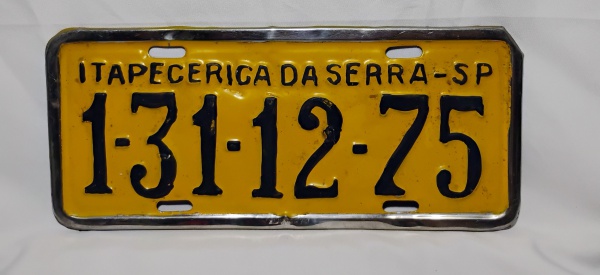 ITAPECERICA DA SERRA-SP
1-31-12-75